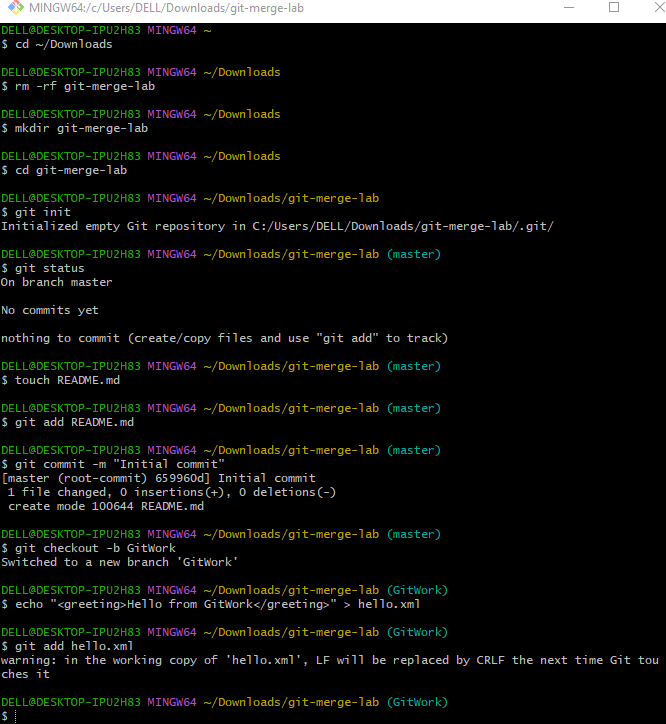 MINGW64:/c/Users/DELL/Downloads/git-merge-lab
DELL@DESKTOP-IPU2H83 MINGW64 ~
$ cd ~/Downloads
DELL@DESKTOP-IPU2H83 MINGW64 ~/Downloads
$ rm -rf git-merge-lab
DELL@DESKTOP-IPU2H83 MINGW64 ~/Downloads
$ mkdir git-merge-lab
DELL@DESKTOP-IPU2H83 MINGW64 ~/Downloads
$ cd git-merge-lab
DELL@DESKTOP-IPU2H83 MINGW64 ~/Downloads/git-merge-lab
$ git init
Initialized empty Git repository in C:/Users/DELL/Downloads/git-merge-lab/.git/
DELL@DESKTOP-IPU2H83 MINGW64 ~/Downloads/git-merge-lab (master)
$ git status
On branch master
No commits yet
nothing to commit (create/copy files and use "git add" to track)
DELL@DESKTOP-IPU2H83 MINGW64 ~/Downloads/git-merge-lab (master)
$ touch README.md
DELL@DESKTOP-IPU2H83 MINGW64 ~/Downloads/git-merge-lab (master)
$ git add README.md
DELL@DESKTOP-IPU2H83 MINGW64 ~/Downloads/git-merge-lab (master)
$ git commit -m "Initial commit"
[master (root-commit) 659960d] Initial commit
 1 file changed, 0 insertions(+), 0 deletions(-)
 create mode 100644 README.md
DELL@DESKTOP-IPU2H83 MINGW64 ~/Downloads/git-merge-lab (master)
$ git checkout -b GitWork
Switched to a new branch 'GitWork'
DELL@DESKTOP-IPU2H83 MINGW64 ~/Downloads/git-merge-lab (GitWork)
$ echo "<greeting>Hello from GitWork</greeting>" > hello.xml
DELL@DESKTOP-IPU2H83 MINGW64 ~/Downloads/git-merge-lab (GitWork)
$ git add hello.xml
warning: in the working copy of 'hello.xml', LF will be replaced by CRLF the next time Git tou
ches it
DELL@DESKTOP-IPU2H83 MINGW64 ~/Downloads/git-merge-lab (GitWork)
$